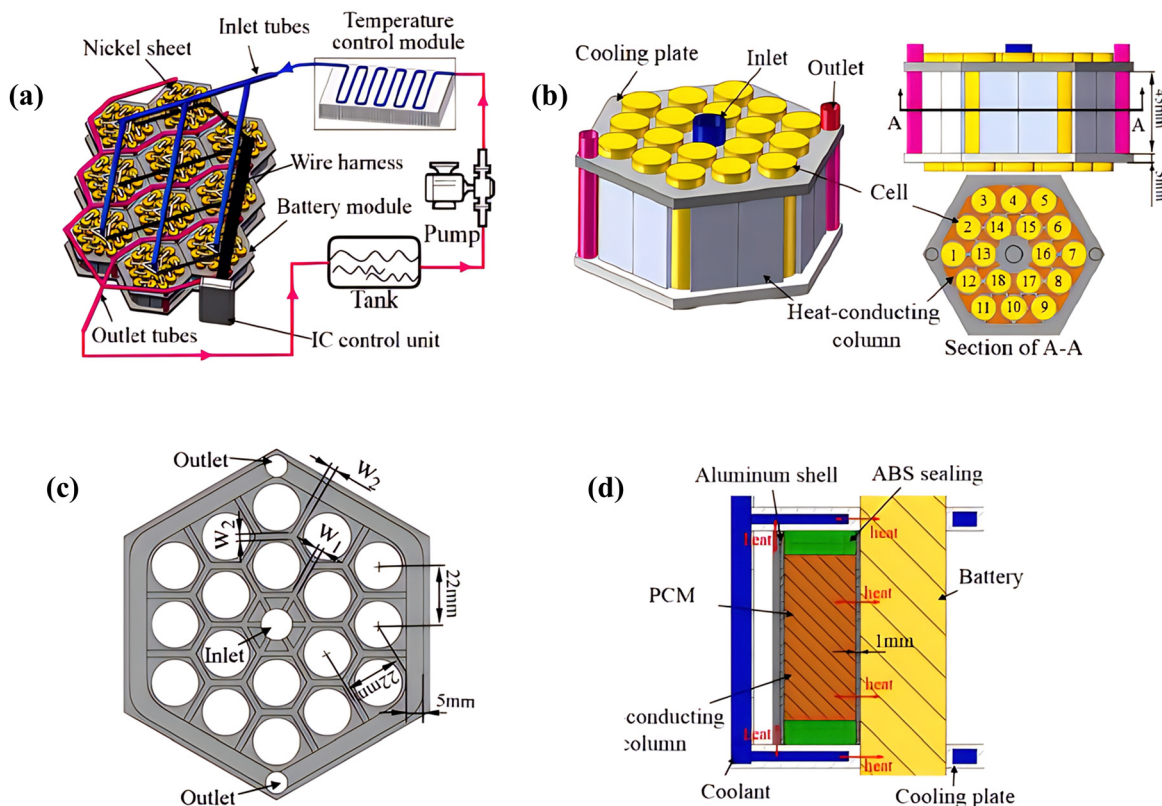 (a)
Nickel sheet
Inlet tubes
Temperature
control module
Wire harness
Battery module
Pump
Tank
Outlet tubes
IC control unit
(b)
Cooling plate
Inlet
Outlet
Cell
Heat-conducting
column
A
A
45mm
5mm
3 4 5
2 14 15 6
1 13 16 7
12 18 17 8
11 10 9
Section of A-A
(c)
Outlet
W2
W2
W1
22mm
Inlet
22mm
5mm
Outlet
(d)
Aluminum shell
ABS sealing
heat
heat
PCM
heat
Battery
1mm
heat
-conducting
column
heat
heat
Coolant
Cooling plate